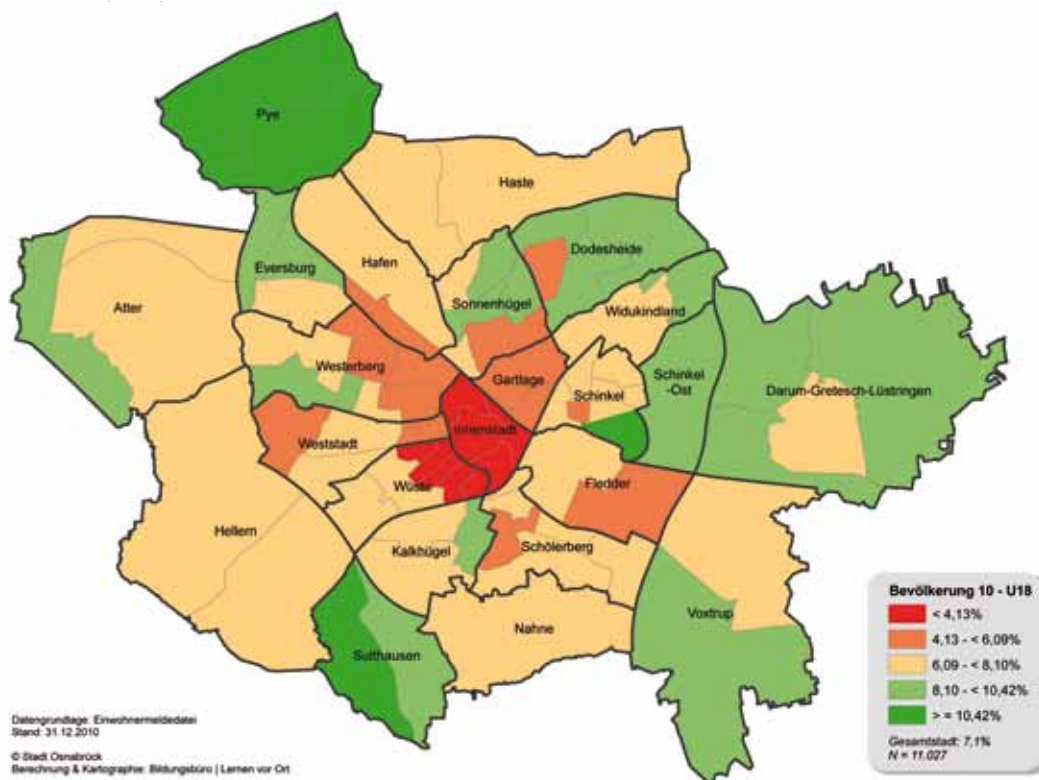 Pye
Haste
Dodesheide
Hafen
Eversburg
Sonnenhügel
Atter
Widukindland
Westerberg
Gartlage
Schinkel
Schinkel
-Ost
Darum-Gretesch-Lüstringen
Innenstadt
Weststadt
Wüste
Fledder
Hellern
Kalkhügel
Schölerberg
Voxtrup
Nahne
Sutthausen
Bevölkerung 10 - U18
< 4,13%
4,13 - < 6,09%
6,09 - < 8,10%
8,10 - < 10,42%
> = 10,42%
Gesamtstadt: 7,1%
N = 11.027
Datengrundlage: Einwohnermeldedatei
Stand: 31.12.2010
© Stadt Osnabrück
Berechnung & Kartographie: Bildungsbüro | Lernen vor Ort